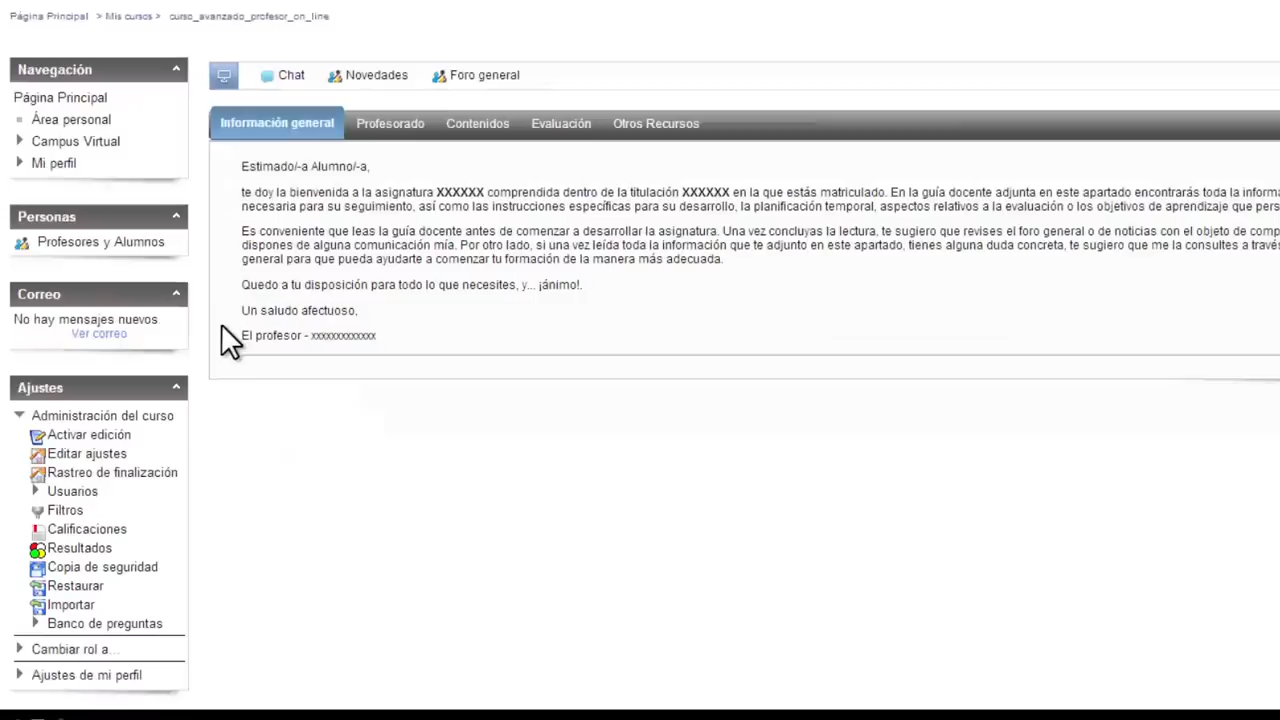 Página Principal > Mis cursos > curso_avanzado_profesor_on_line
Navegación
Página Principal
Área personal
Campus Virtual
Mi perfil
Personas
Profesores y Alumnos
Correo
No hay mensajes nuevos
Ver correo
Ajustes
Administración del curso
Activar edición
Editar ajustes
Rastreo de finalización
Usuarios
Filtros
Calificaciones
Resultados
Copia de seguridad
Restaurar
Importar
Banco de preguntas
Cambiar rol a...
Ajustes de mi perfil
Chat Novedades Foro general
Información general Profesorado Contenidos Evaluación Otros Recursos
Estimado/-a Alumno/-a,
te doy la bienvenida a la asignatura XXXXXX comprendida dentro de la titulación XXXXXX en la que estás matriculado. En la guía docente adjunta en este apartado encontrarás toda la informa
necesaria para su seguimiento, así como las instrucciones específicas para su desarrollo, la planificación temporal, aspectos relativos a la evaluación o los objetivos de aprendizaje que pers
Es conveniente que leas la guía docente antes de comenzar a desarrollar la asignatura. Una vez concluyas la lectura, te sugiero que revises el foro general o de noticias con el objeto de comp
dispones de alguna comunicación mía. Por otro lado, si una vez leída toda la información que te adjunto en este apartado, tienes alguna duda concreta, te sugiero que me la consultes a travé
general para que pueda ayudarte a comenzar tu formación de la manera más adecuada.
Quedo a tu disposición para todo lo que necesites, y... ¡ánimo!.
Un saludo afectuoso,
El profesor - xxxxxxxxxxxxx